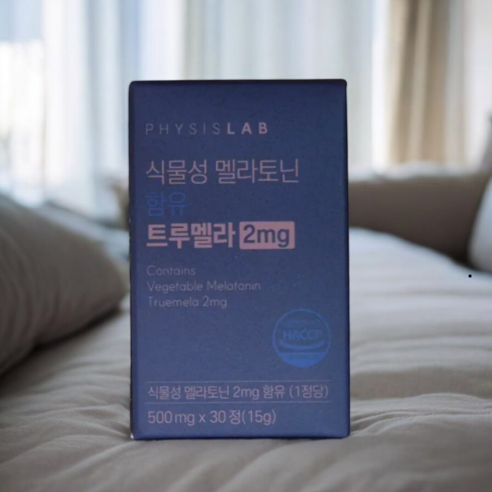 PHYSISLAB
식물성 멜라토닌
함유
트루멜라 2mg
Contains
Vegetable Melatonin
Truemela 2mg
HACCP
식물성 멜라토닌 2mg 함유 (1정당)
500mg x 30정(15g)